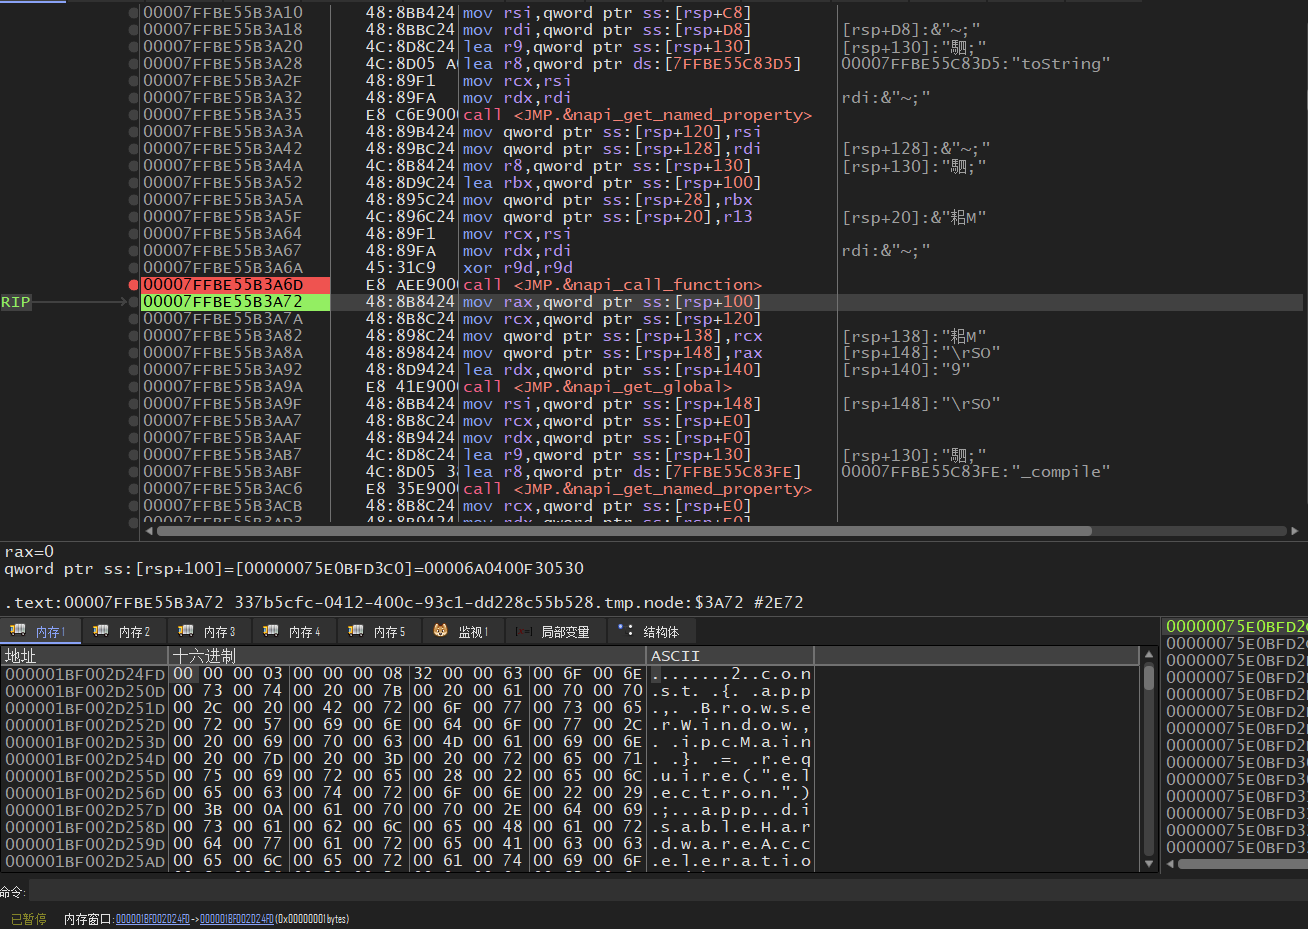 00007FFBE55B3A10 48:8BB424 mov rsi,qword ptr ss:[rsp+C8]
00007FFBE55B3A18 48:8BBC24 mov rdi,qword ptr ss:[rsp+D8] [rsp+D8]:&"~;"
00007FFBE55B3A20 4C:8D8C24 lea r9,qword ptr ss:[rsp+130] [rsp+130]:"駟;"
00007FFBE55B3A28 4C:8D05 A lea r8,qword ptr ds:[7FFBE55C83D5] 00007FFBE55C83D5:"toString"
00007FFBE55B3A2F 48:89F1 mov rcx,rsi
00007FFBE55B3A32 48:89FA mov rdx,rdi rdi:&"~;"
00007FFBE55B3A35 E8 C6E9000 call <JMP.&napi_get_named_property>
00007FFBE55B3A3A 48:89B424 mov qword ptr ss:[rsp+120],rsi
00007FFBE55B3A42 48:89BC24 mov qword ptr ss:[rsp+128],rdi [rsp+128]:&"~;"
00007FFBE55B3A4A 4C:8B8424 mov r8,qword ptr ss:[rsp+130] [rsp+130]:"駟;"
00007FFBE55B3A52 48:8D9C24 lea rbx,qword ptr ss:[rsp+100]
00007FFBE55B3A5A 48:895C24 mov qword ptr ss:[rsp+28],rbx
00007FFBE55B3A5F 4C:896C24 mov qword ptr ss:[rsp+20],r13 [rsp+20]:&"耜M"
00007FFBE55B3A64 48:89F1 mov rcx,rsi
00007FFBE55B3A67 48:89FA mov rdx,rdi rdi:&"~;"
00007FFBE55B3A6A 45:31C9 xor r9d,r9d
00007FFBE55B3A6D E8 AEE9000 call <JMP.&napi_call_function>
RIP 00007FFBE55B3A72 48:8B8424 mov rax,qword ptr ss:[rsp+100]
00007FFBE55B3A7A 48:8B8C24 mov rcx,qword ptr ss:[rsp+120]
00007FFBE55B3A82 48:898C24 mov qword ptr ss:[rsp+138],rcx [rsp+138]:"耜M"
00007FFBE55B3A8A 48:898424 mov qword ptr ss:[rsp+148],rax [rsp+148]:"\rSO"
00007FFBE55B3A92 48:8D9424 lea rdx,qword ptr ss:[rsp+140] [rsp+140]:"9"
00007FFBE55B3A9A E8 41E9000 call <JMP.&napi_get_global>
00007FFBE55B3A9F 48:8BB424 mov rsi,qword ptr ss:[rsp+148] [rsp+148]:"\rSO"
00007FFBE55B3AA7 48:8B8C24 mov rcx,qword ptr ss:[rsp+E0]
00007FFBE55B3AAF 48:8B9424 mov rdx,qword ptr ss:[rsp+F0]
00007FFBE55B3AB7 4C:8D8C24 lea r9,qword ptr ss:[rsp+130] [rsp+130]:"駟;"
00007FFBE55B3ABF 4C:8D05 3 lea r8,qword ptr ds:[7FFBE55C83FE] 00007FFBE55C83FE:"_compile"
00007FFBE55B3AC6 E8 35E9000 call <JMP.&napi_get_named_property>
00007FFBE55B3ACB 48:8B8C24 mov rcx,qword ptr ss:[rsp+E0]
00007FFBE55B3AD3 48:8B9424 mov rdx,qword ptr ss:[rsp+F0]
rax=0
qword ptr ss:[rsp+100]=[00000075E0BFD3C0]=00006A0400F30530
.text:00007FFBE55B3A72 337b5cfc-0412-400c-93c1-dd228c55b528.tmp.node:$3A72 #2E72
内存 1 内存 2 内存 3 内存 4 内存 5 监视 1 [x=] 局部变量 结构体
地址 十六进制 ASCII
000001BF002D24FD 00 00 00 03 00 00 00 08 32 00 00 63 00 6F 00 6E ........2..c.o.n
000001BF002D250D 00 73 00 74 00 20 00 7B 00 20 00 61 00 70 00 70 .s.t. .{. .a.p.p
000001BF002D251D 00 2C 00 20 00 42 00 72 00 6F 00 77 00 73 00 65 .,. .B.r.o.w.s.e
000001BF002D252D 00 72 00 57 00 69 00 6E 00 64 00 6F 00 77 00 2C .r.W.i.n.d.o.w.,
000001BF002D253D 00 20 00 69 00 70 00 63 00 4D 00 61 00 69 00 6E . .i.p.c.M.a.i.n
000001BF002D254D 00 20 00 7D 00 20 00 3D 00 20 00 72 00 65 00 71 . .}. .=. .r.e.q
000001BF002D255D 00 75 00 69 00 72 00 65 00 28 00 22 00 65 00 6C .u.i.r.e.(.".e.l
000001BF002D256D 00 65 00 63 00 74 00 72 00 6F 00 6E 00 22 00 29 .e.c.t.r.o.n.".)
000001BF002D257D 00 3B 00 0A 00 61 00 70 00 70 00 2E 00 64 00 69 .;...a.p.p...d.i
000001BF002D258D 00 73 00 61 00 62 00 6C 00 65 00 48 00 61 00 72 .s.a.b.l.e.H.a.r
000001BF002D259D 00 64 00 77 00 61 00 72 00 65 00 41 00 63 00 63 .d.w.a.r.e.A.c.c
000001BF002D25AD 00 65 00 6C 00 65 00 72 00 61 00 74 00 69 00 6F .e.l.e.r.a.t.i.o
00000075E0BFD2
00000075E0BFD2
00000075E0BFD2
00000075E0BFD2
00000075E0BFD2
00000075E0BFD2
00000075E0BFD2
00000075E0BFD2
00000075E0BFD3
00000075E0BFD3
00000075E0BFD3
00000075E0BFD3
00000075E0BFD3
00000075E0BFD3
命令:
已暂停 内存窗口:000001BF002D24FD->000001BF002D24FD(0x00000001 bytes)